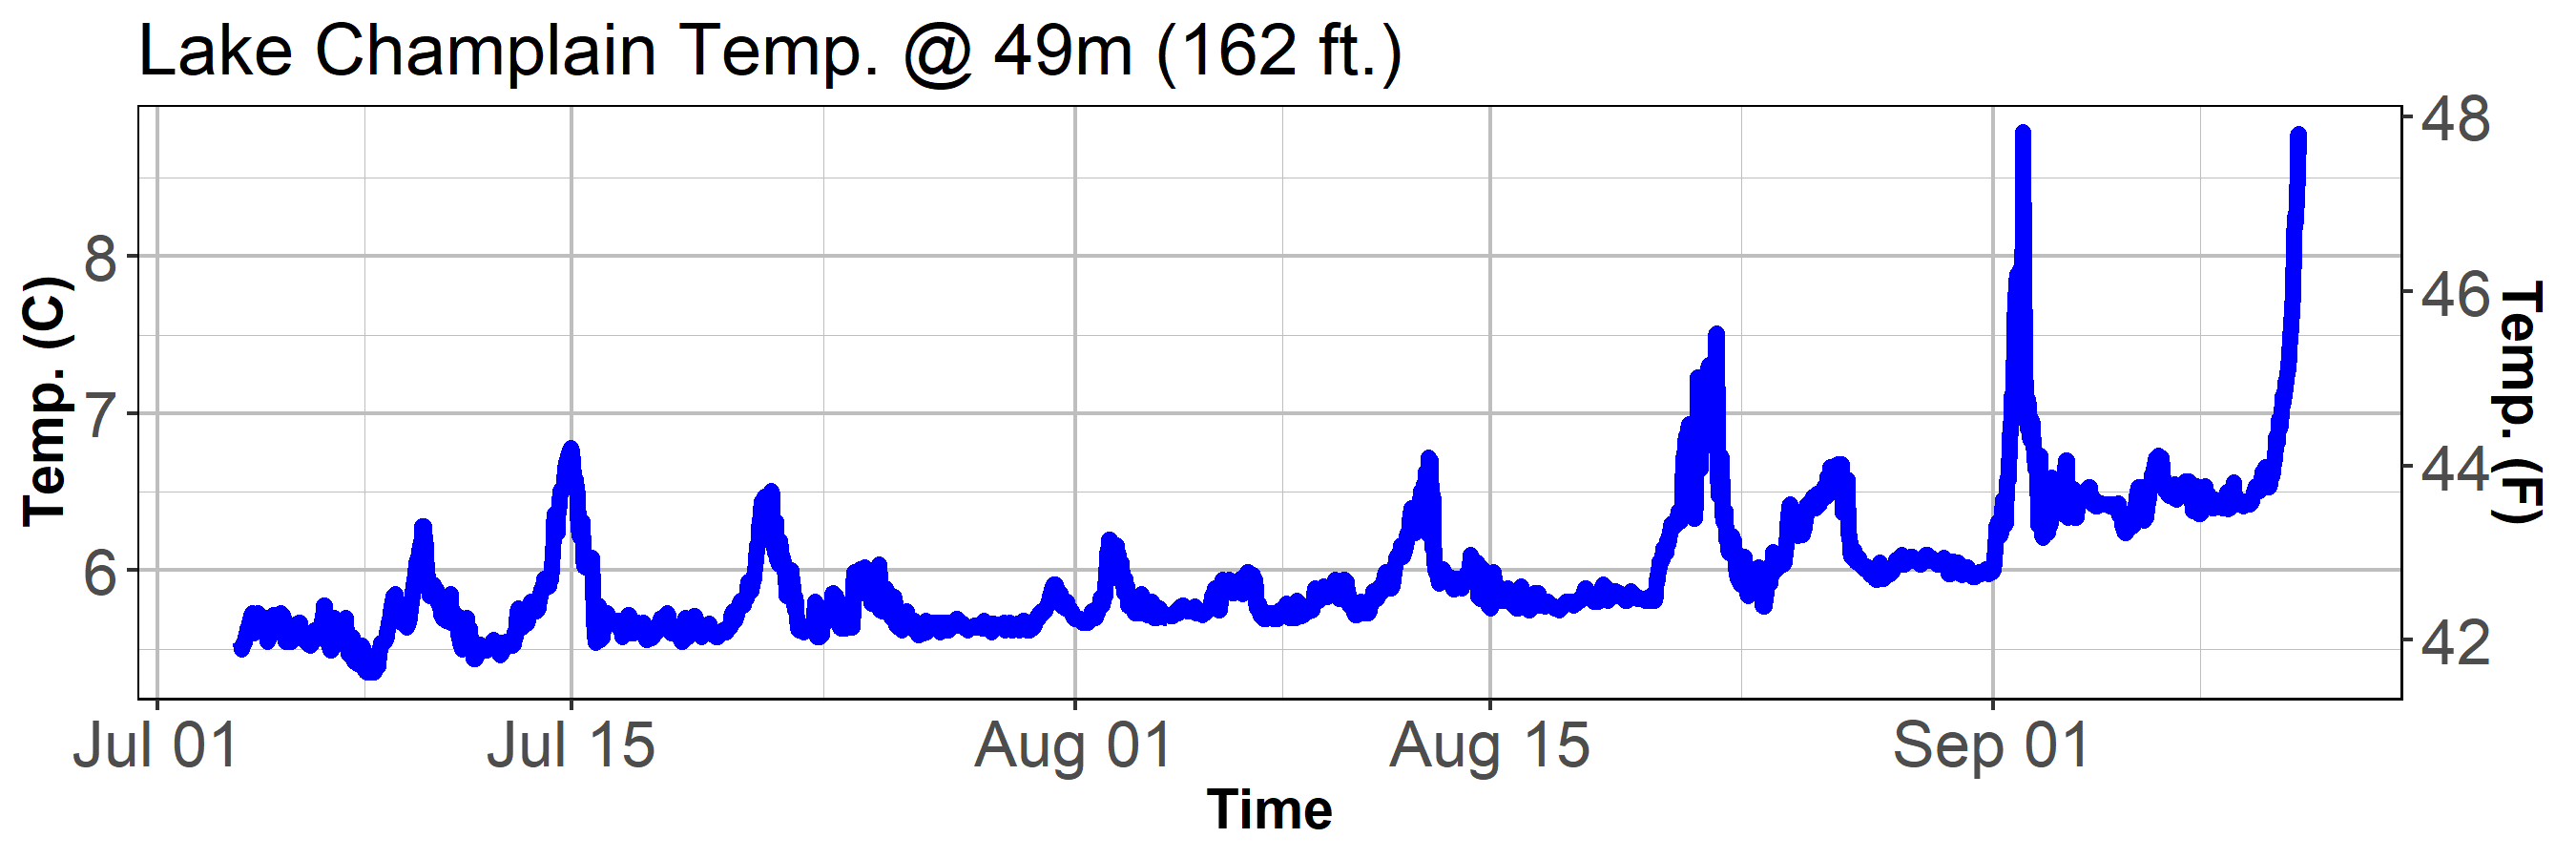 Lake Champlain Temp. @ 49m (162 ft.)
Temp. (C)
8
7
6
48
46
44
42
Temp. (F)
Jul 01
Jul 15
Aug 01
Aug 15
Sep 01
Time